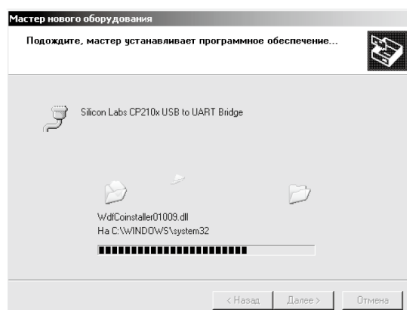 Мастер нового оборудования
Подождите, мастер устанавливает программное обеспечение...
Silicon Labs CP210x USB to UART Bridge
WdfCoinstaller01009.dll
На C:\WINDOWS\system32
< Назад
Далее >
Отмена